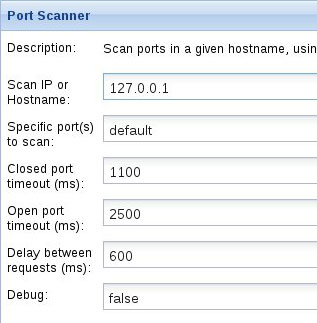 Port Scanner
Description: Scan ports in a given hostname, usin
Scan IP or
Hostname: 127.0.0.1
Specific port(s)
to scan: default
Closed port
timeout (ms): 1100
Open port
timeout (ms): 2500
Delay between
requests (ms): 600
Debug: false